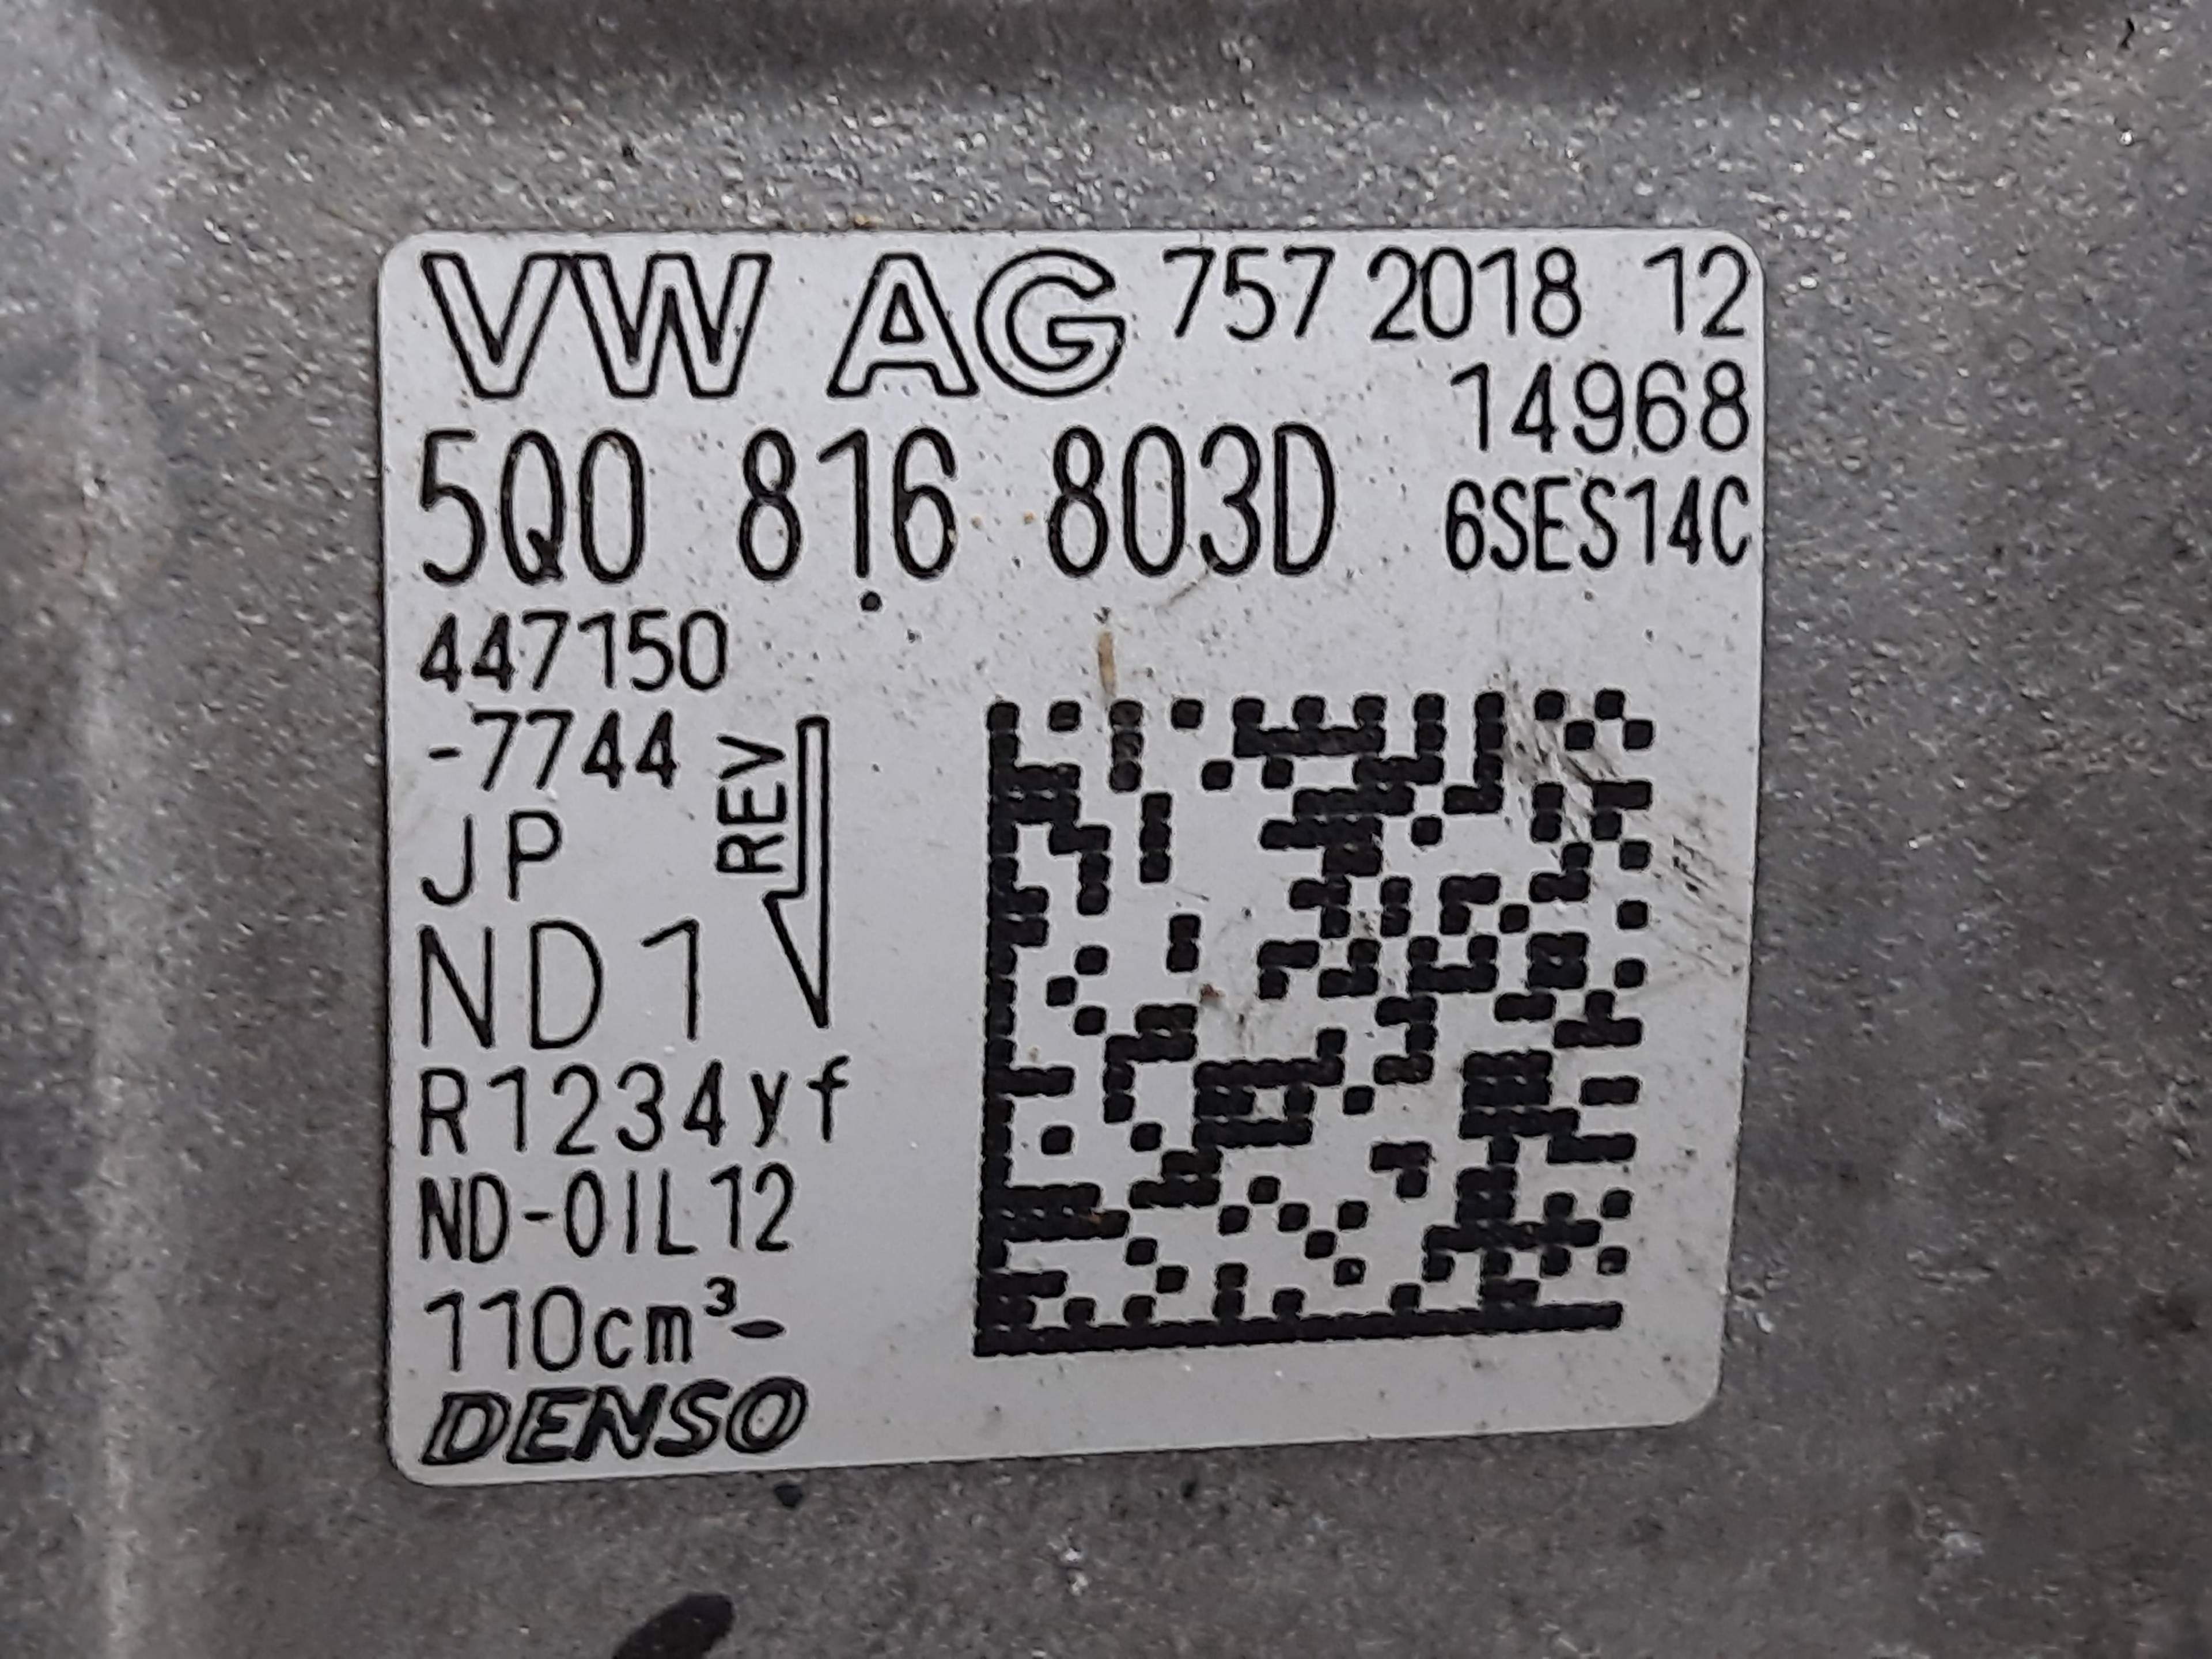 VW AG 757 2018 12
14968
5Q0 816 803D 6SES14C
447150
-7744
REV
JP
ND1
R1234yf
ND-OIL12
110cm³-
DENSO